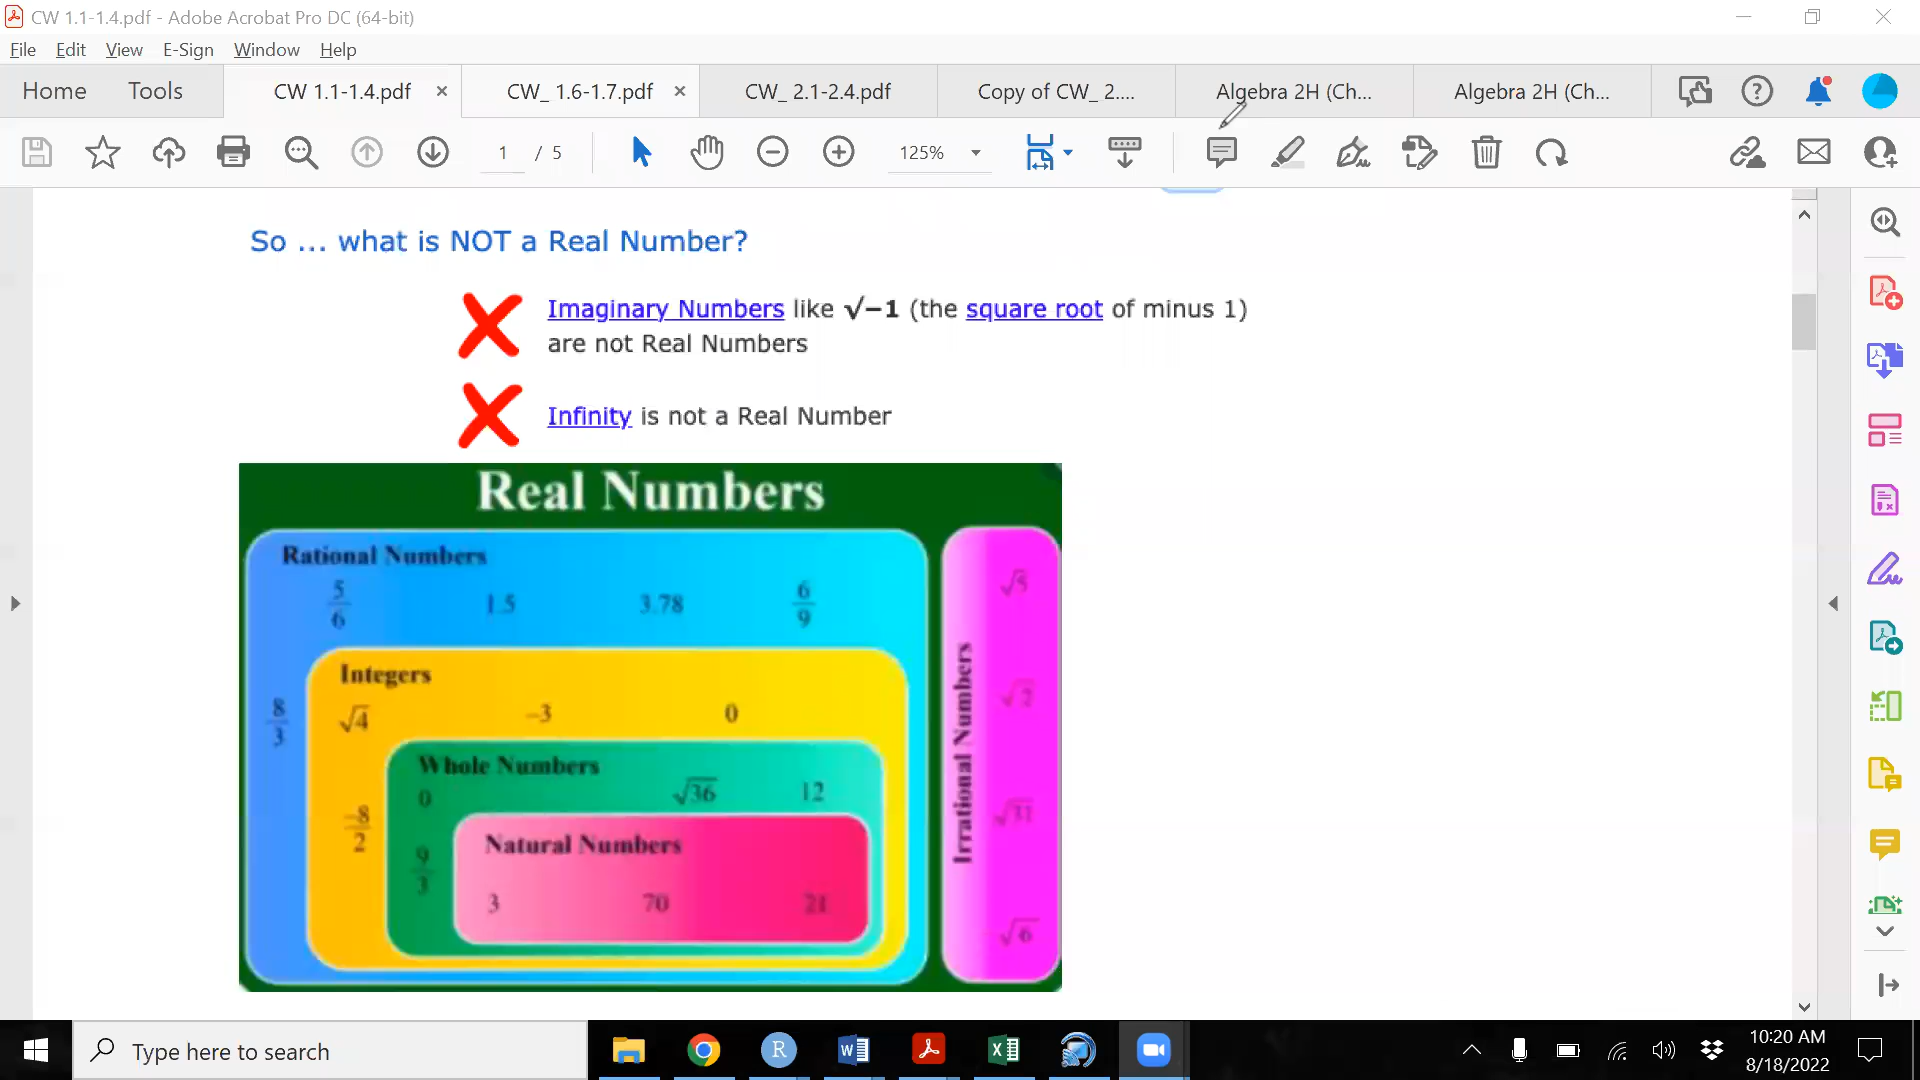 CW 1.1-1.4.pdf - Adobe Acrobat Pro DC (64-bit)
File Edit View E-Sign Window Help
Home Tools CW 1.1-1.4.pdf × CW_ 1.6-1.7.pdf × CW_ 2.1-2.4.pdf Copy of CW_ 2.... Algebra 2H (Ch... Algebra 2H (Ch...
1 / 5 125%
So ... what is NOT a Real Number?
Imaginary Numbers like √−1 (the square root of minus 1)
are not Real Numbers
Infinity is not a Real Number
Real Numbers
Rational Numbers
5/6 1.5 3.78 6/9
8/3
Integers
√4 −3 0
−8/2
Whole Numbers
0 √36 12
9/3
Natural Numbers
3 70 21
Irrational Numbers
√5
√2
√11
√6
Type here to search
10:20 AM
8/18/2022